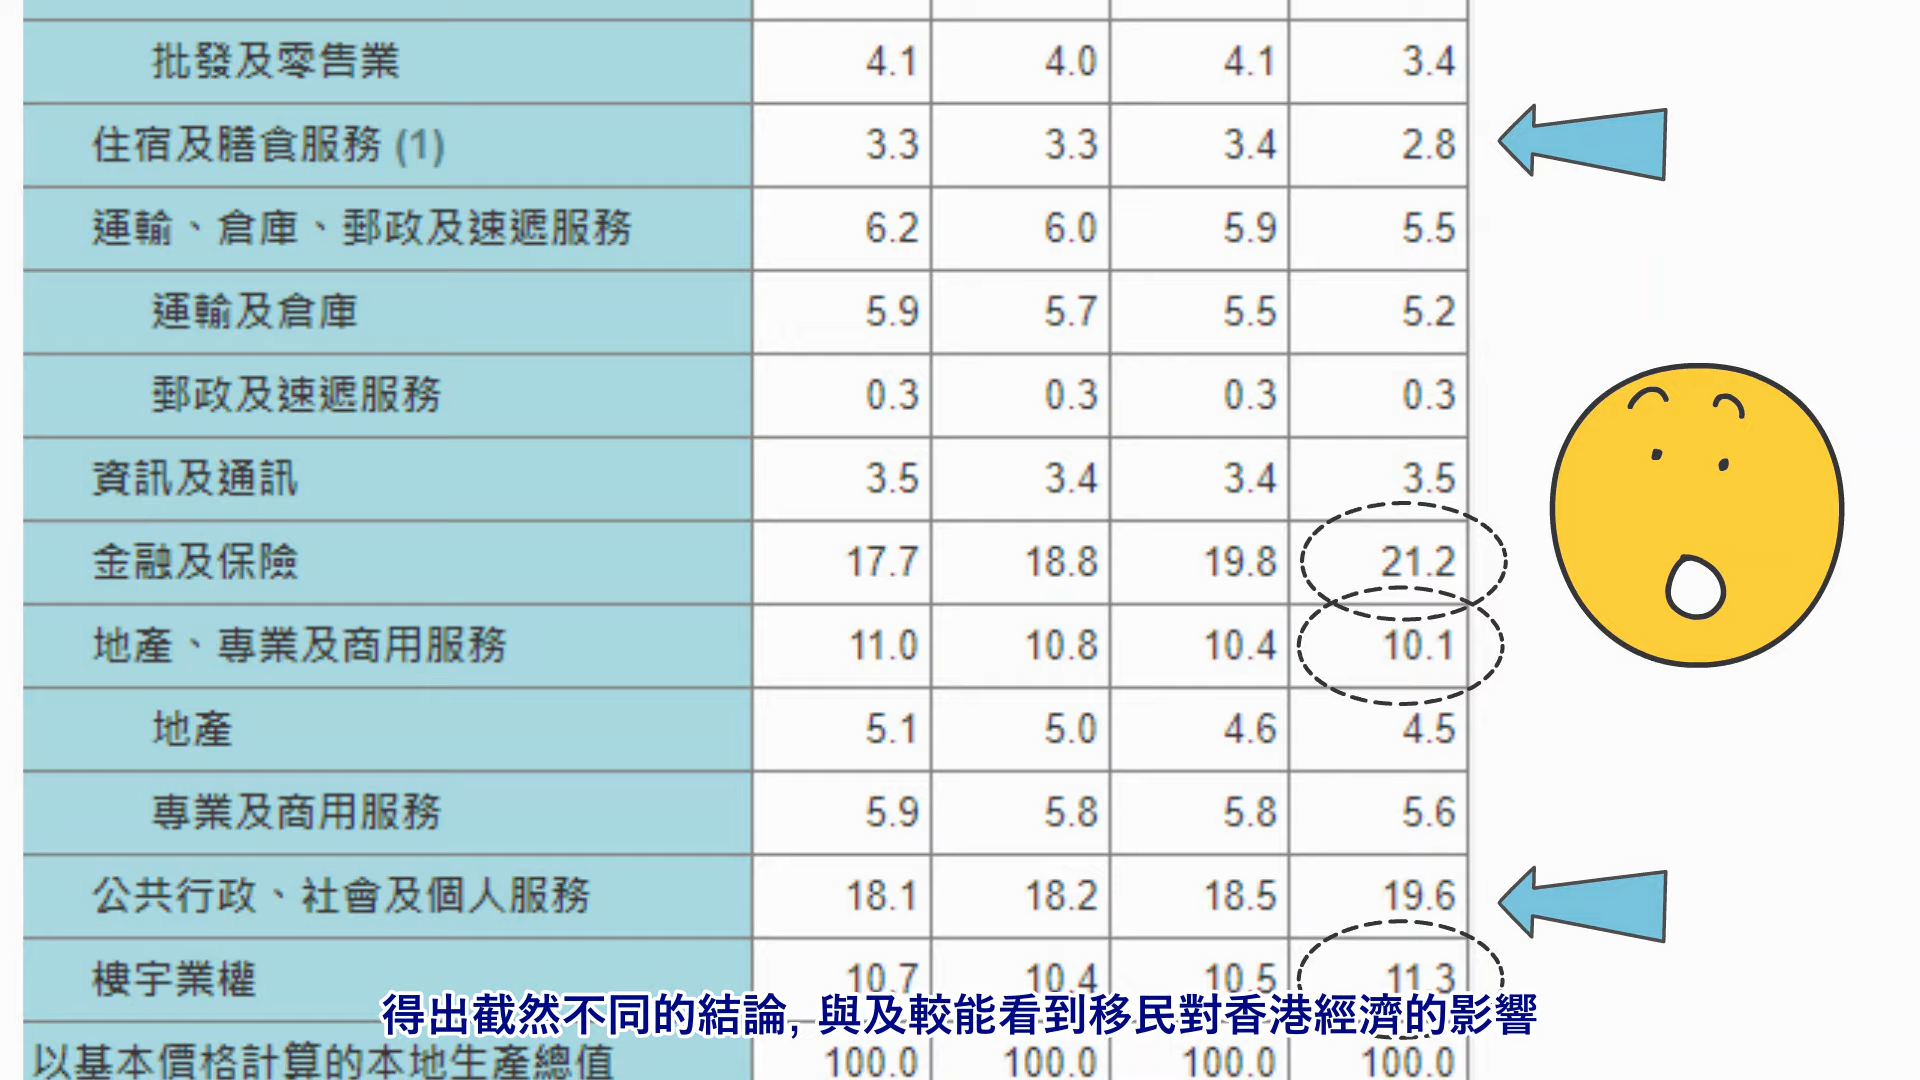 批發及零售業 4.1 4.0 4.1 3.4
住宿及膳食服務 (1) 3.3 3.3 3.4 2.8
運輸、倉庫、郵政及速遞服務 6.2 6.0 5.9 5.5
運輸及倉庫 5.9 5.7 5.5 5.2
郵政及速遞服務 0.3 0.3 0.3 0.3
資訊及通訊 3.5 3.4 3.4 3.5
金融及保險 17.7 18.8 19.8 21.2
地產、專業及商用服務 11.0 10.8 10.4 10.1
地產 5.1 5.0 4.6 4.5
專業及商用服務 5.9 5.8 5.8 5.6
公共行政、社會及個人服務 18.1 18.2 18.5 19.6
樓宇業權 10.7 10.4 10.5 11.3
得出截然不同的結論, 與及較能看到移民對香港經濟的影響
以基本價格計算的本地生產總值 100.0 100.0 100.0 100.0